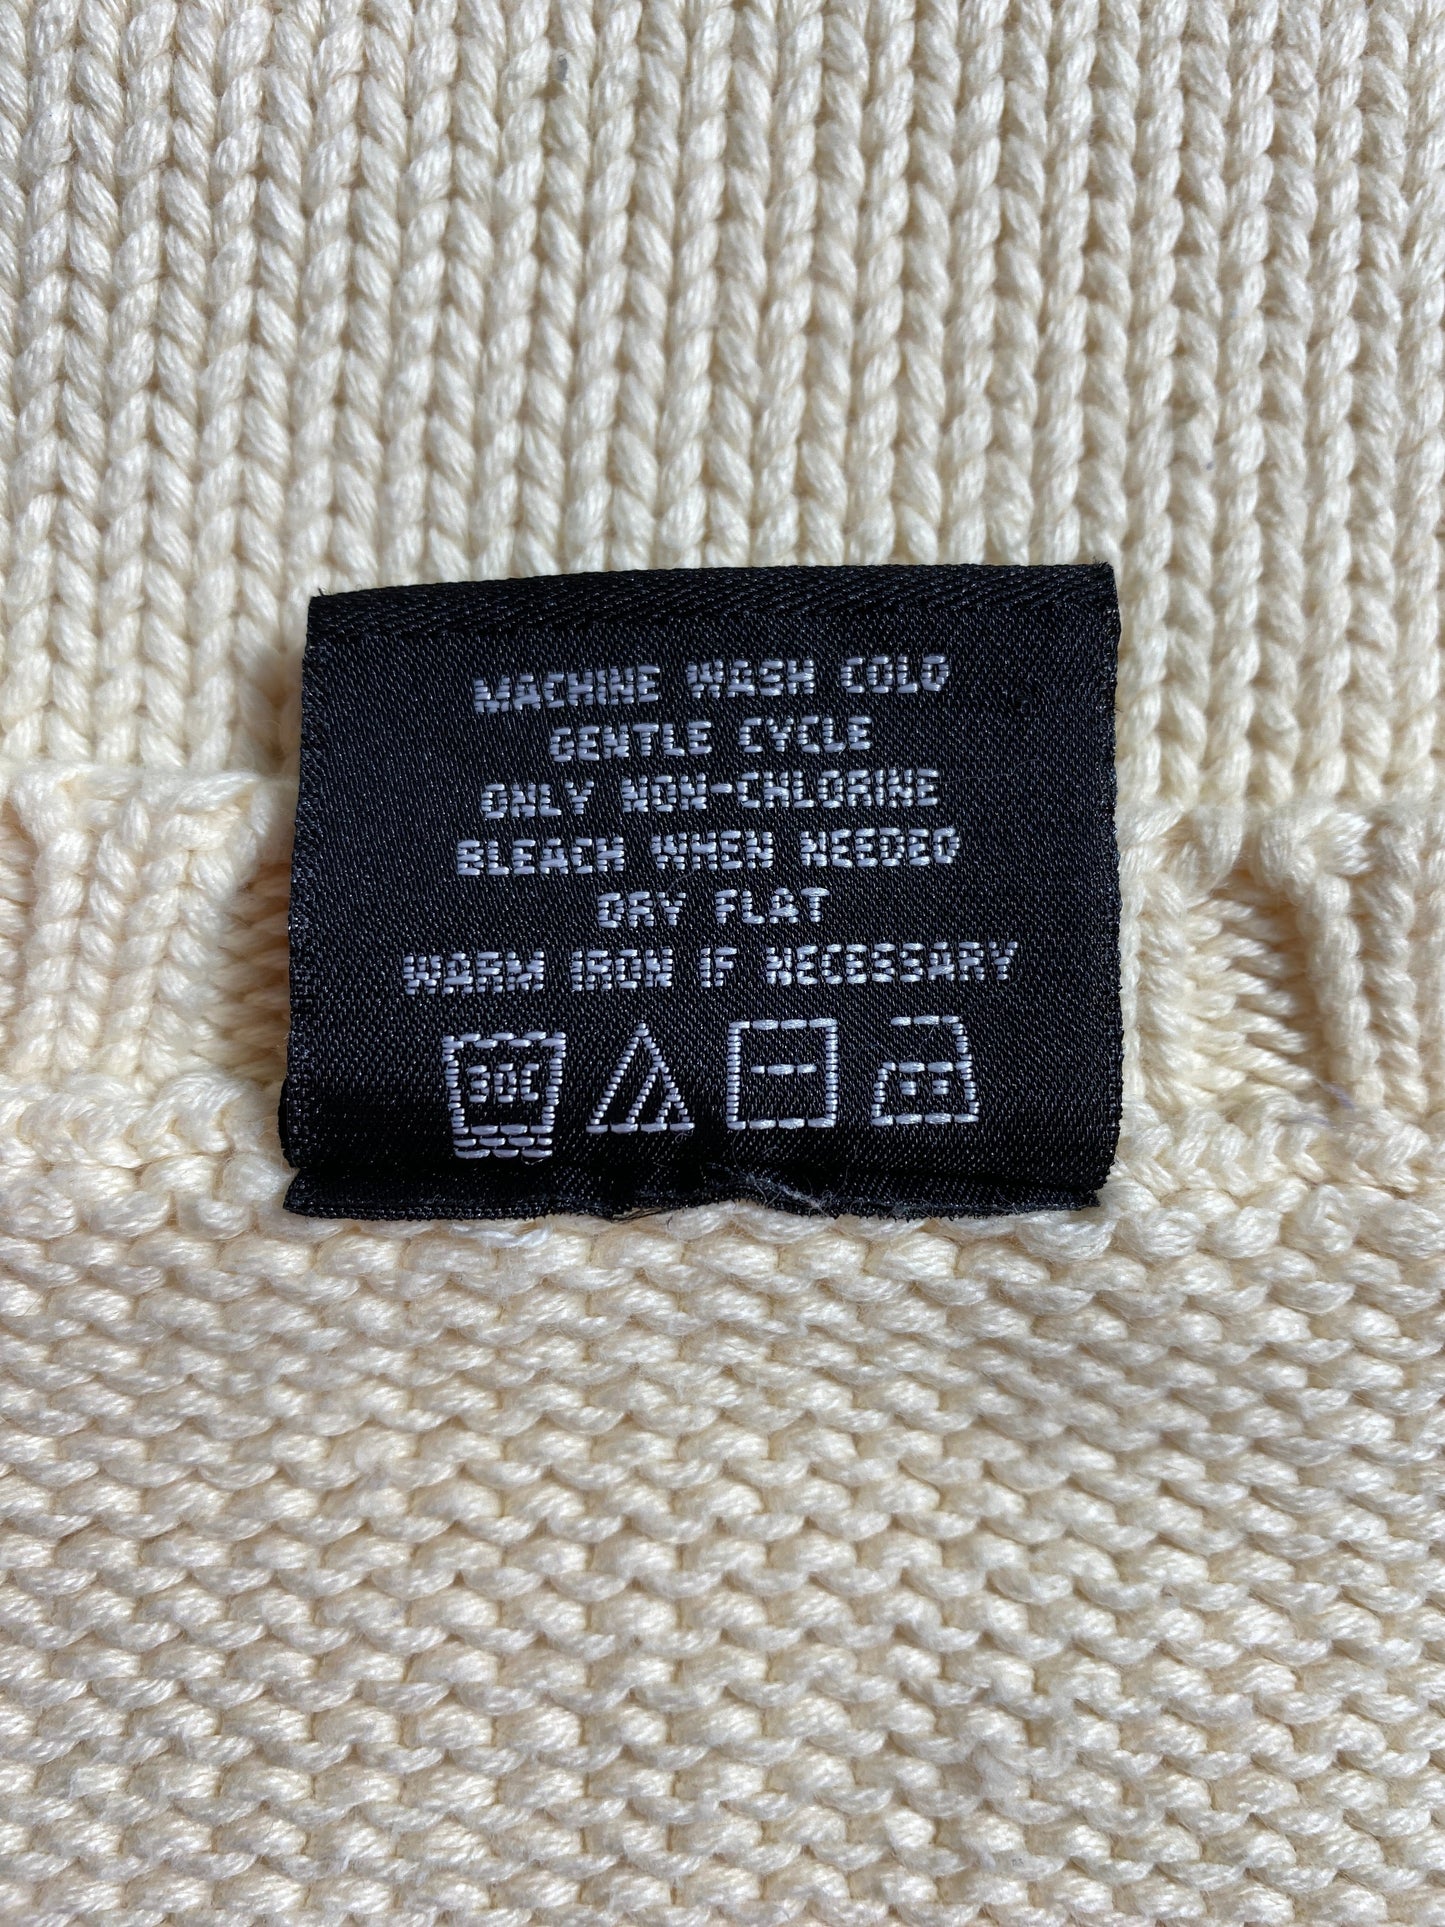 MACHINE WASH COLD
GENTLE CYCLE
ONLY NON-CHLORINE
BLEACH WHEN NEEDED
DRY FLAT
WARM IRON IF NECESSARY
30C